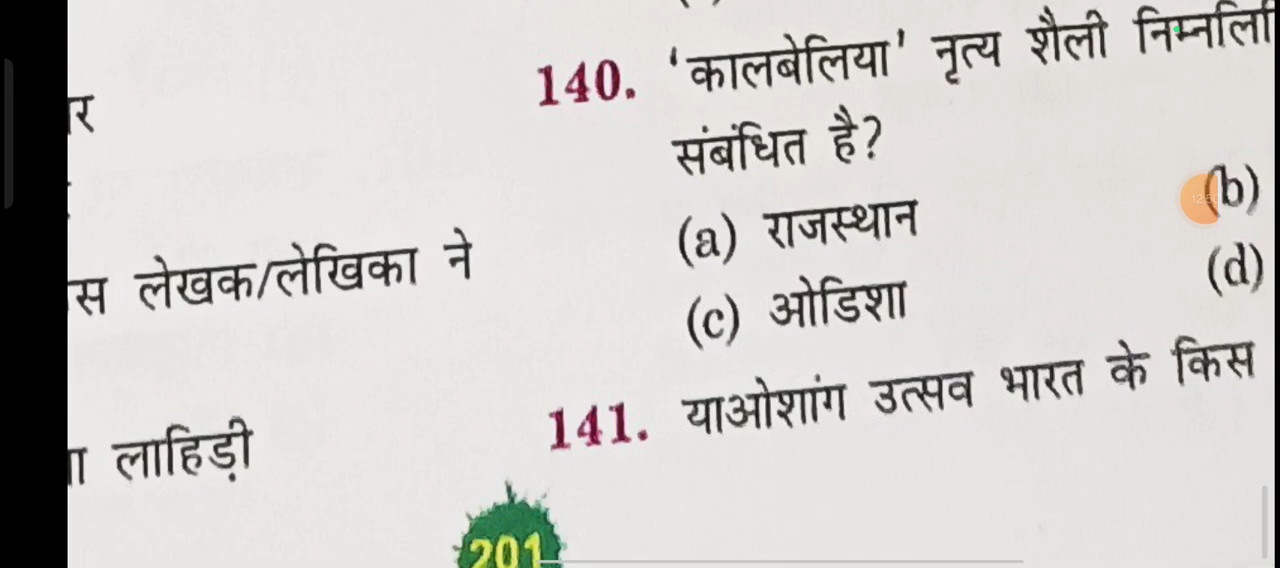 र
स लेखक/लेखिका ने
ा लाहिड़ी
140. 'कालबेलिया' नृत्य शैली निम्नलि
संबंधित है?
(a) राजस्थान (b)
(c) ओडिशा (d)
141. याओशांग उत्सव भारत के किस
201